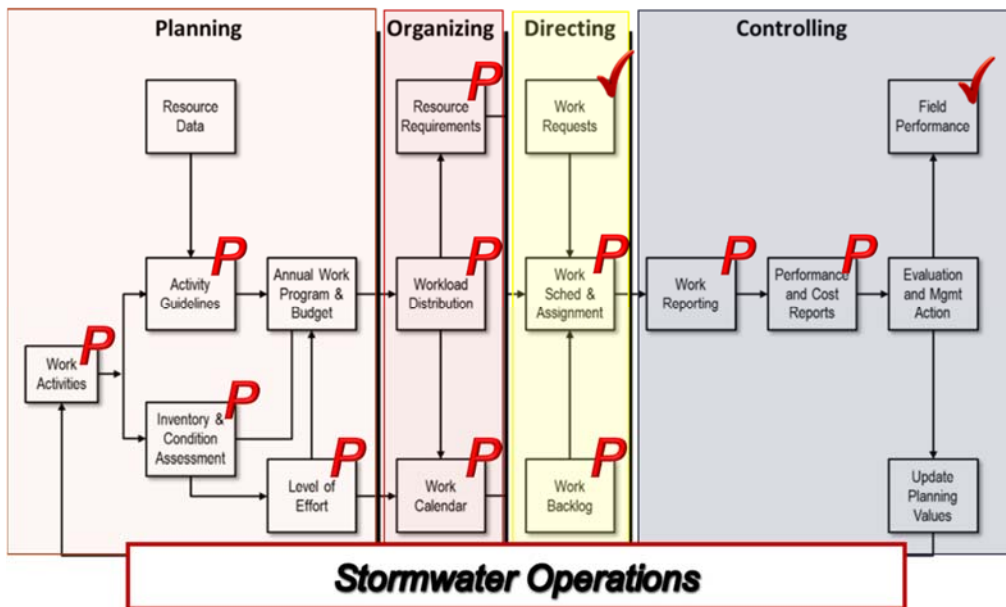 Planning
Organizing
Directing
Controlling
Resource
Data
P
Resource
Requirements
Work
Requests
Field
Performance
P
Activity
Guidelines
Annual Work
Program &
Budget
P
Workload
Distribution
P
Work
Sched &
Assignment
P
Work
Reporting
P
Performance
and Cost
Reports
Evaluation
and Mgmt
Action
P
Work
Activities
P
Inventory &
Condition
Assessment
P
Level of
Effort
P
Work
Calendar
P
Work
Backlog
Update
Planning
Values
Stormwater Operations